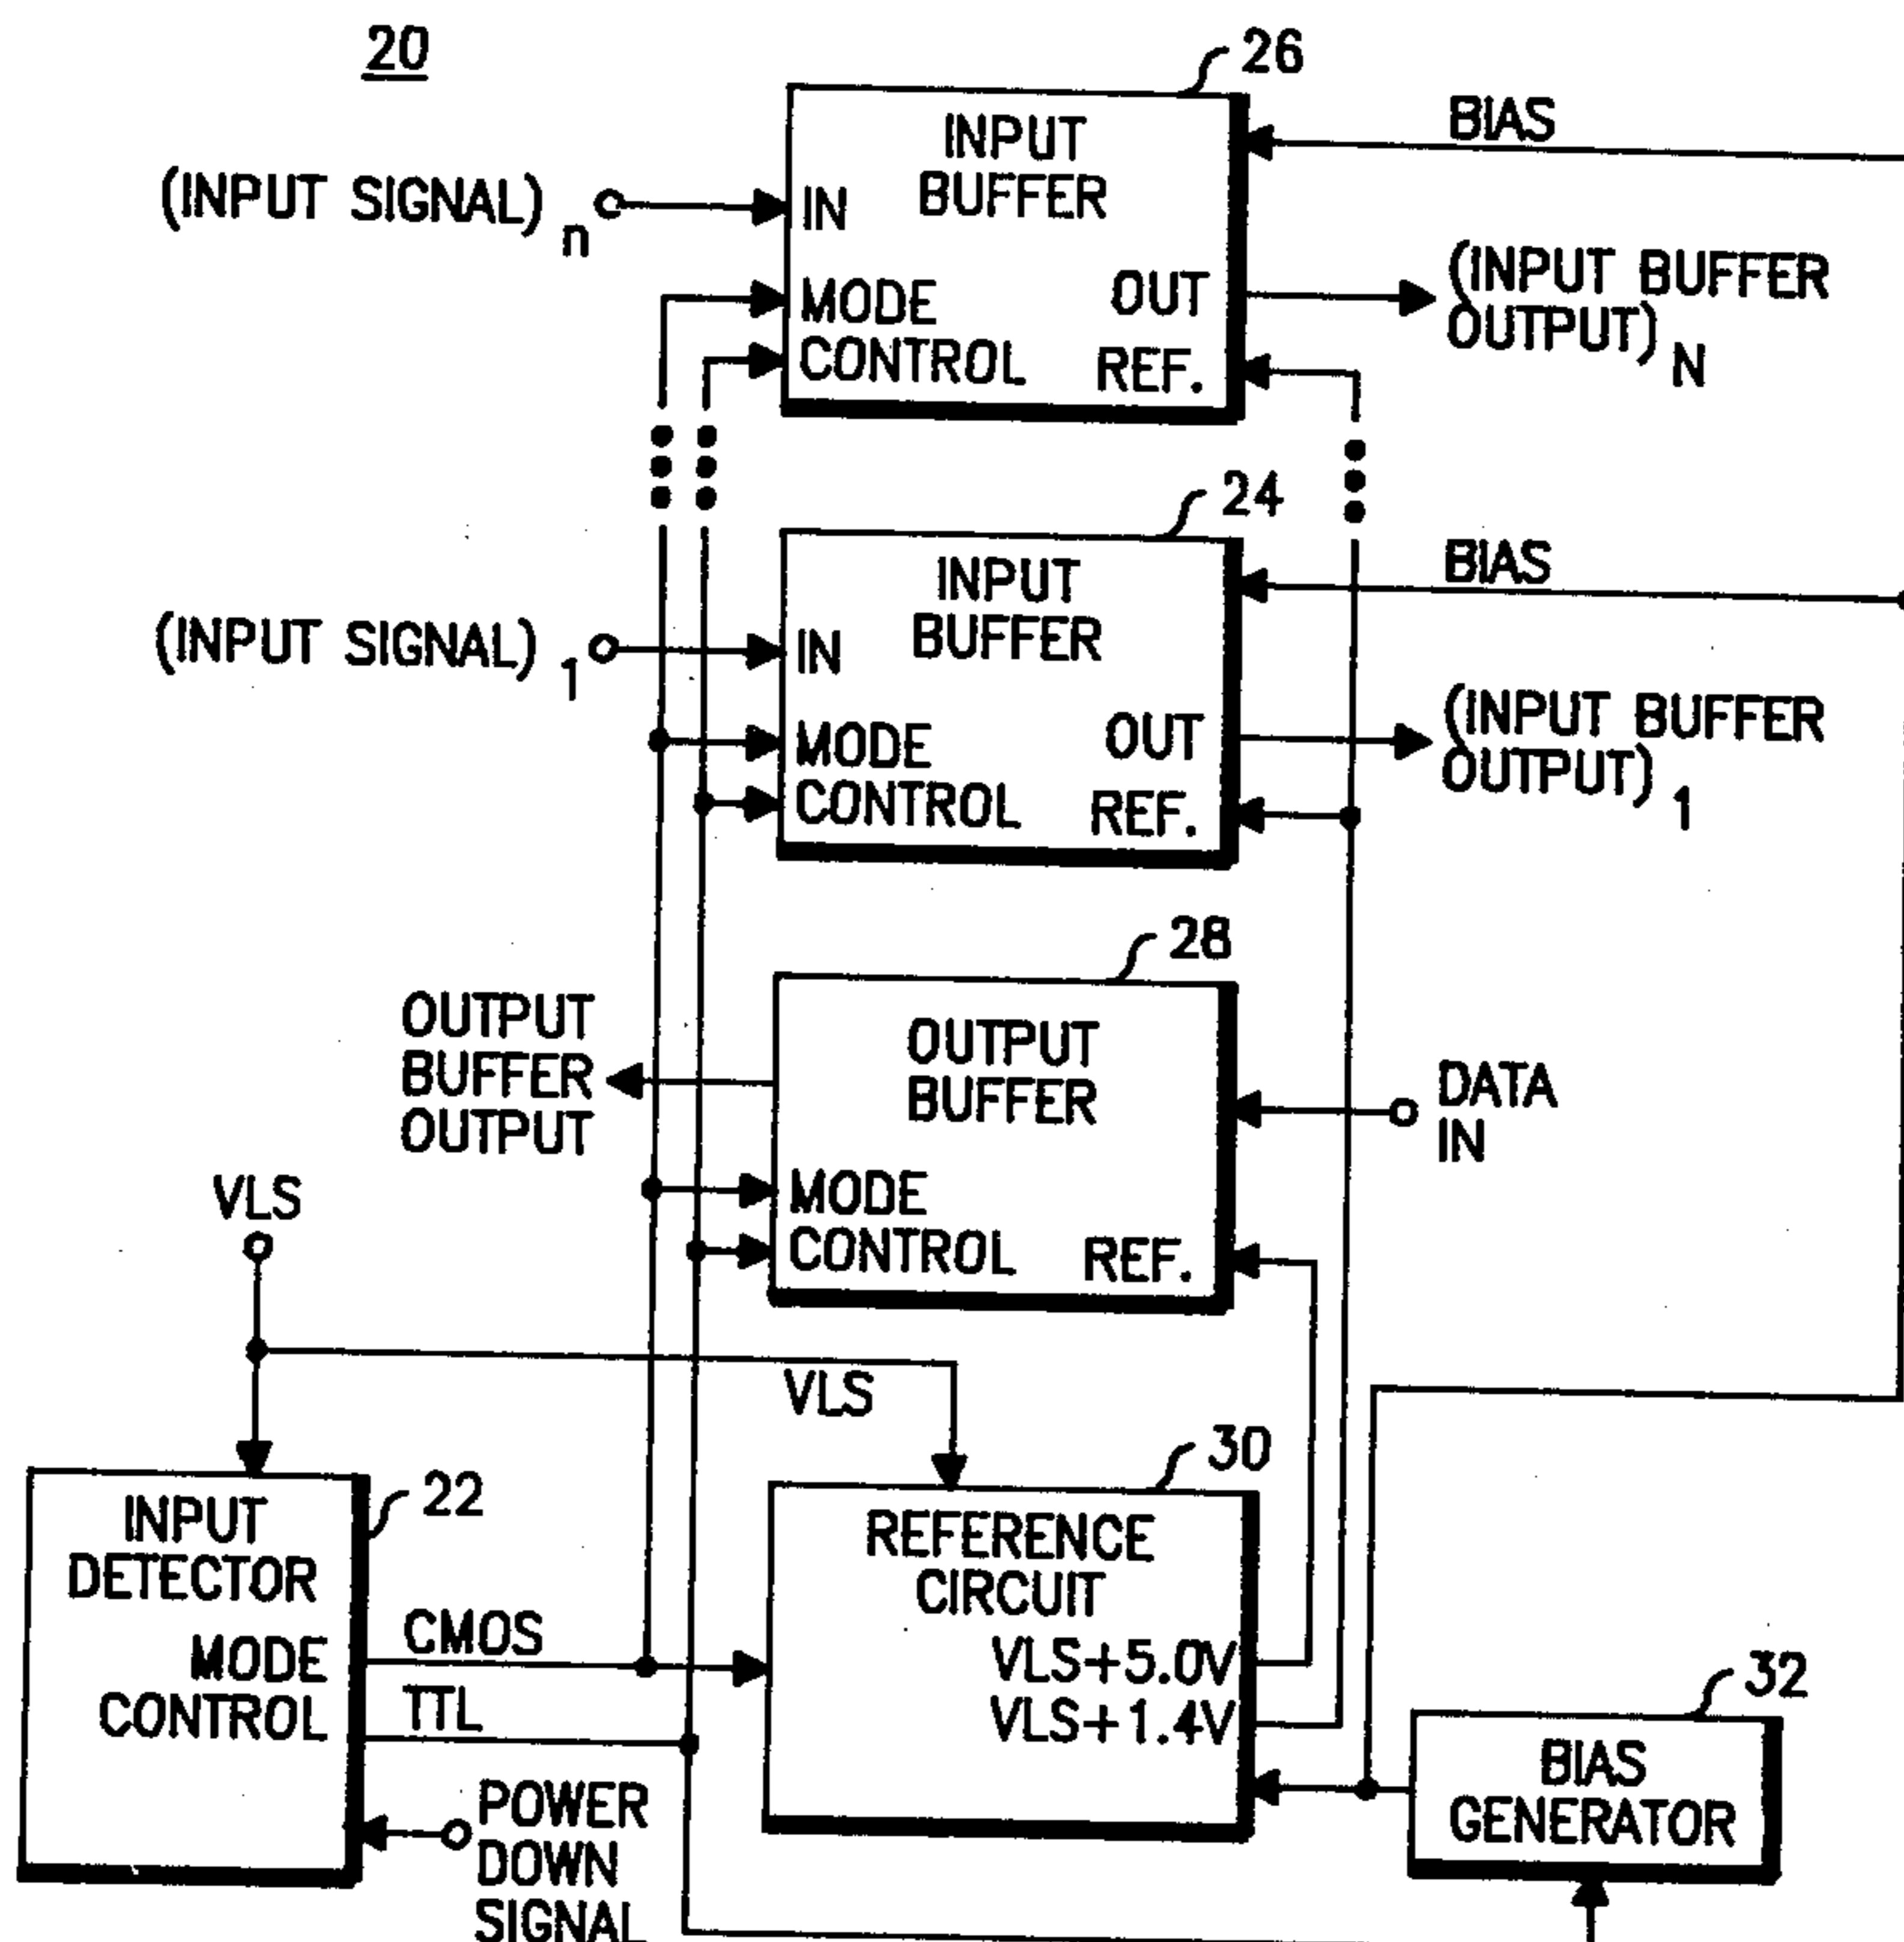 20
26
INPUT
BUFFER
BIAS
(INPUT SIGNAL) n
IN
MODE
CONTROL
OUT
REF.
(INPUT BUFFER
OUTPUT) N
24
INPUT
BUFFER
BIAS
(INPUT SIGNAL) 1
IN
MODE
CONTROL
OUT
REF.
(INPUT BUFFER
OUTPUT) 1
28
OUTPUT
BUFFER
OUTPUT
OUTPUT
BUFFER
DATA
IN
MODE
CONTROL
REF.
VLS
VLS
22
INPUT
DETECTOR
MODE
CONTROL
CMOS
TTL
POWER
DOWN
SIGNAL
30
REFERENCE
CIRCUIT
VLS+5.0V
VLS+1.4V
32
BIAS
GENERATOR